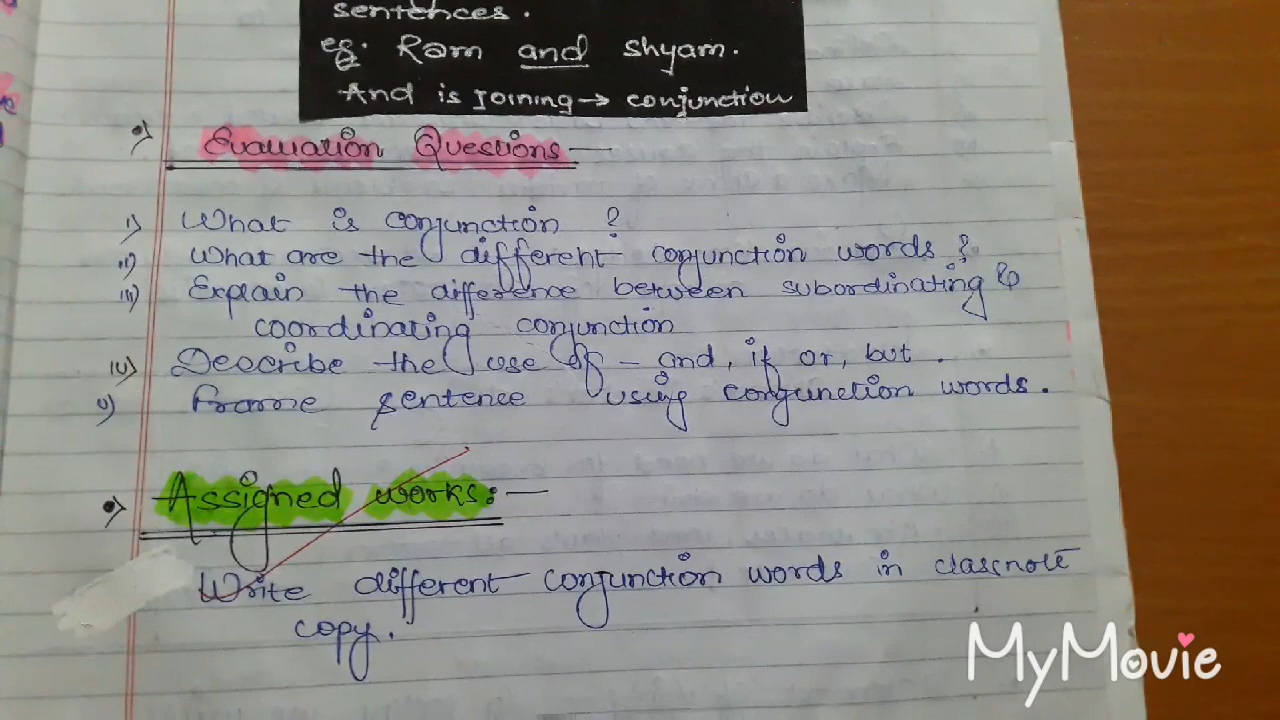 sentences.
eg. Ram and Shyam.
And is joining → conjunction
Evaluation Questions —
i) What is conjunction ?
ii) What are the different conjunction words ?
iii) Explain the difference between subordinating &
coordinating conjunction
iv) Describe the use of - and, if or, but.
v) Frame sentence using conjunction words.
Assigned works: —
Write different conjunction words in classnote
copy.
MyMovie